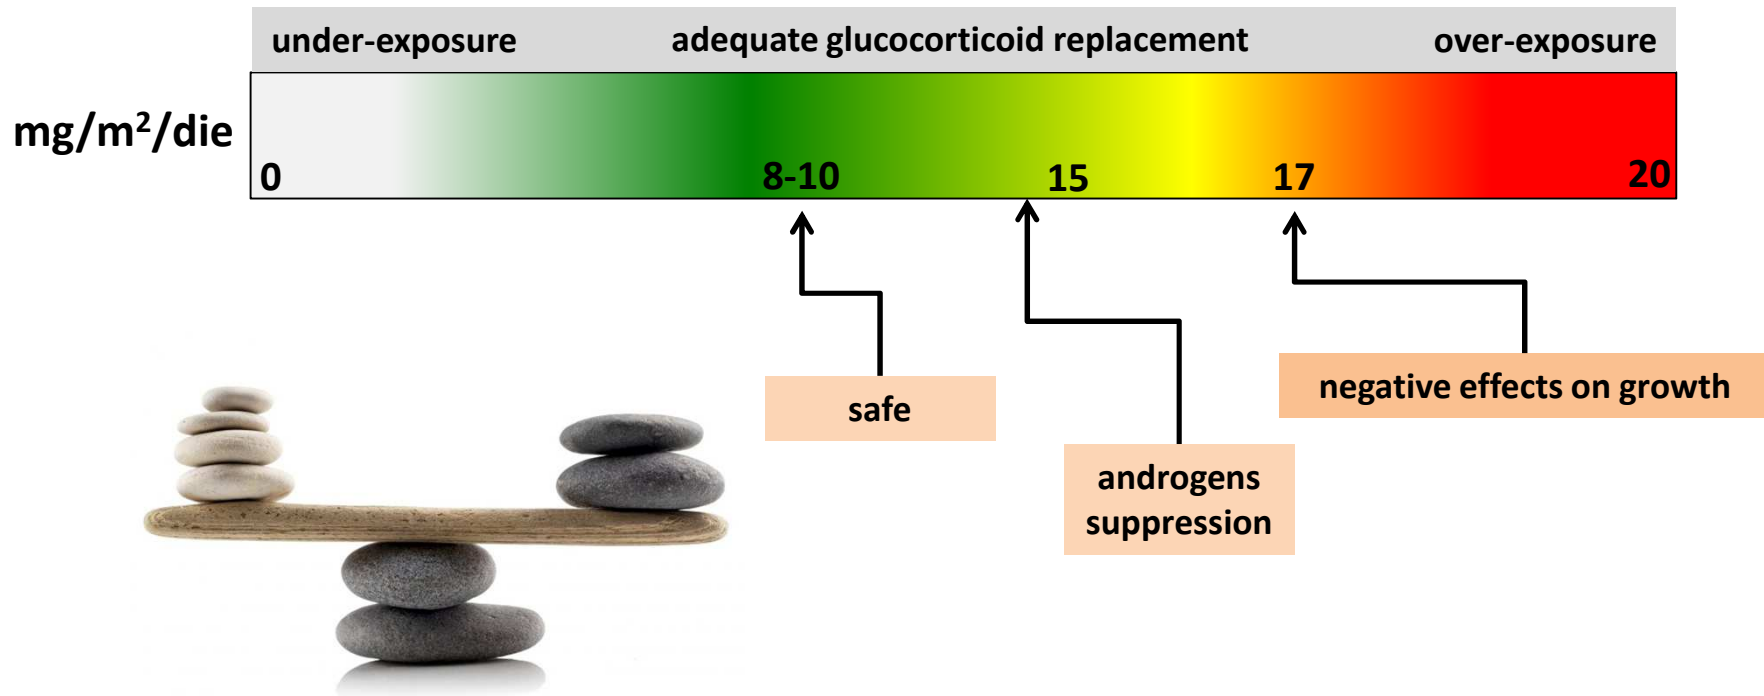 under-exposure
adequate glucocorticoid replacement
over-exposure
mg/m²/die
0
8-10
15
17
20
safe
androgens
suppression
negative effects on growth